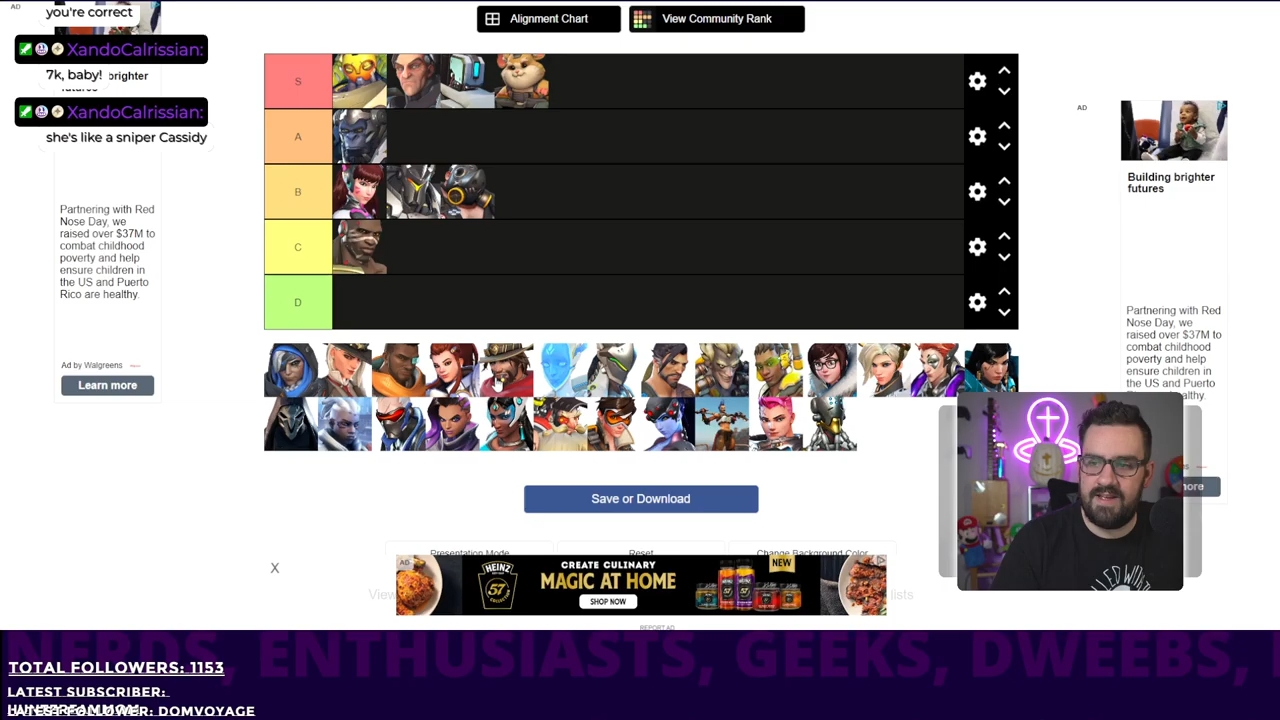 AD
you're correct
XandoCalrissian:
7k, baby!
brighter
XandoCalrissian:
she's like a sniper Cassidy
Partnering with Red
Nose Day, we
raised over $37M to
combat childhood
poverty and help
ensure children in
the US and Puerto
Rico are healthy.
Ad by Walgreens
Learn more
Alignment Chart
View Community Rank
S
A
B
C
D
Save or Download
Presentation Mode
Reset
Change Background Color
X
AD
HEINZ
57
CREATE CULINARY
MAGIC AT HOME
SHOP NOW
NEW
lists
REPORT AD
AD
Building brighter
futures
Partnering with Red
Nose Day, we
raised over $37M to
combat childhood
poverty and help
ensure children in
the US and Puerto
NERDS, ENTHUSIASTS, GEEKS, DWEEBS,
TOTAL FOLLOWERS: 1153
LATEST SUBSCRIBER:
LATEST FOLLOWER: DOMVOYAGE